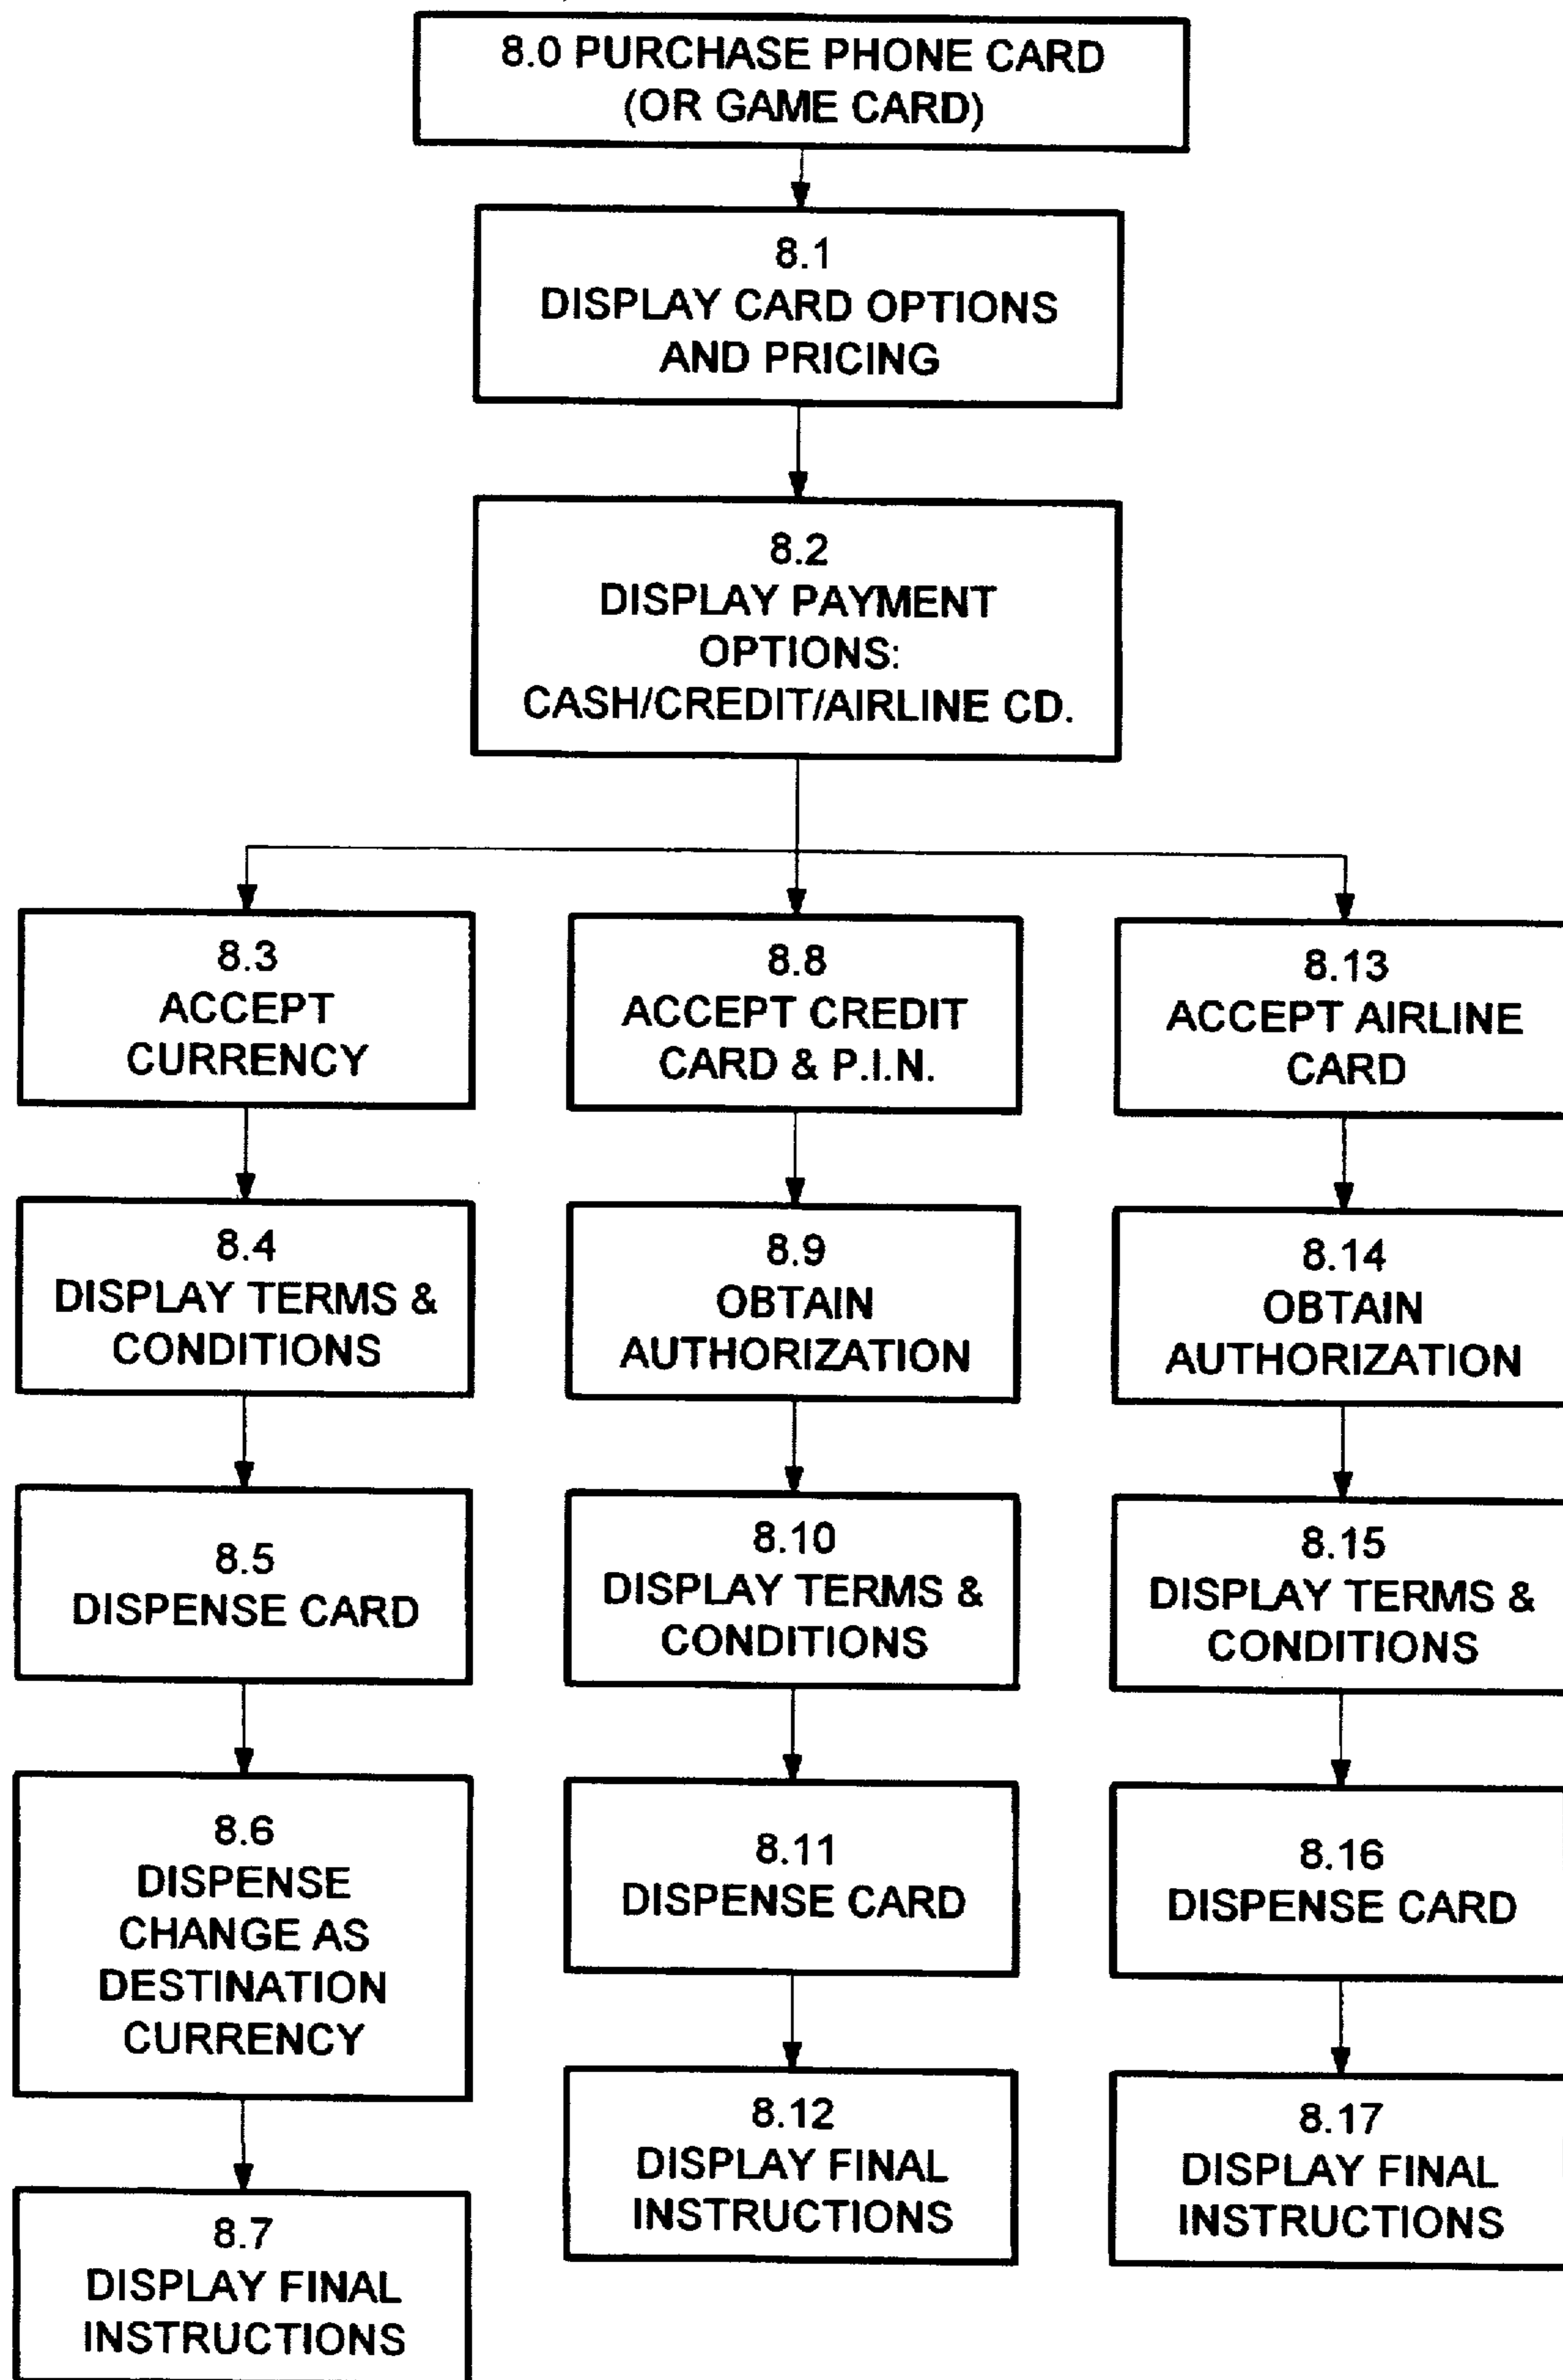 8.0 PURCHASE PHONE CARD
(OR GAME CARD)
8.1
DISPLAY CARD OPTIONS
AND PRICING
8.2
DISPLAY PAYMENT
OPTIONS:
CASH/CREDIT/AIRLINE CD.
8.3
ACCEPT
CURRENCY
8.4
DISPLAY TERMS &
CONDITIONS
8.5
DISPENSE CARD
8.6
DISPENSE
CHANGE AS
DESTINATION
CURRENCY
8.7
DISPLAY FINAL
INSTRUCTIONS
8.8
ACCEPT CREDIT
CARD & P.I.N.
8.9
OBTAIN
AUTHORIZATION
8.10
DISPLAY TERMS &
CONDITIONS
8.11
DISPENSE CARD
8.12
DISPLAY FINAL
INSTRUCTIONS
8.13
ACCEPT AIRLINE
CARD
8.14
OBTAIN
AUTHORIZATION
8.15
DISPLAY TERMS &
CONDITIONS
8.16
DISPENSE CARD
8.17
DISPLAY FINAL
INSTRUCTIONS